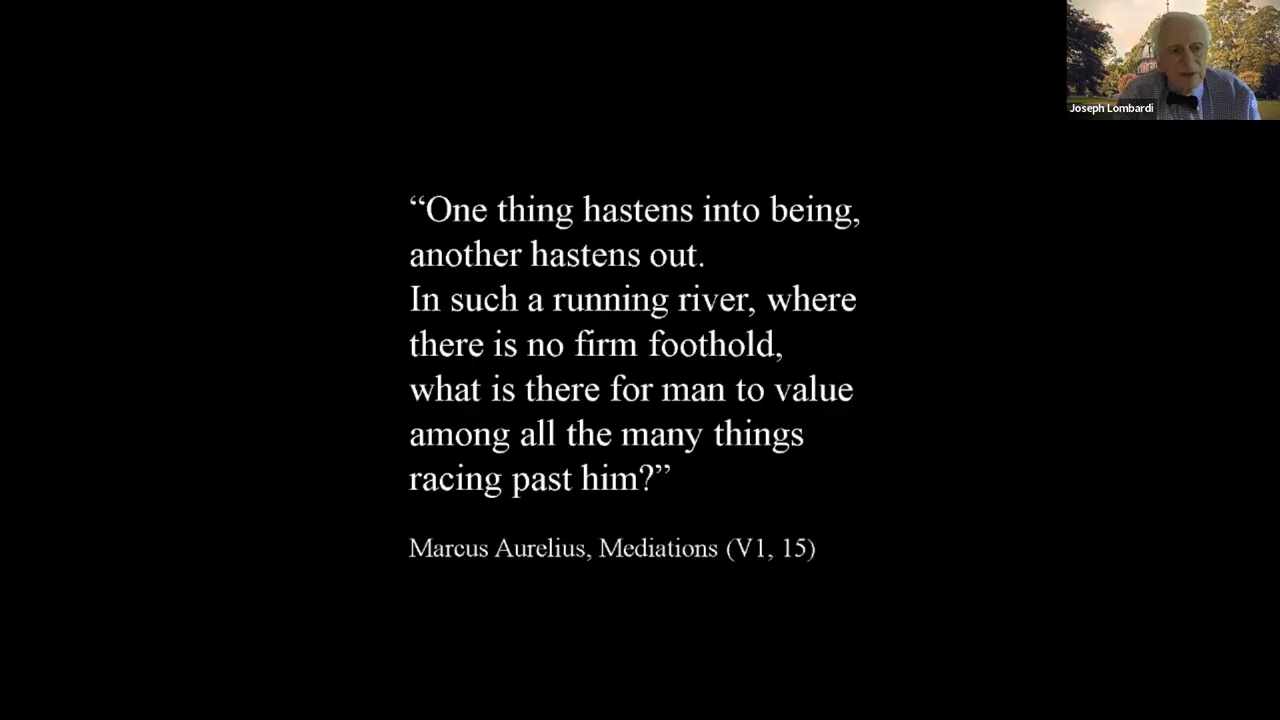 Joseph Lombardi
“One thing hastens into being,
another hastens out.
In such a running river, where
there is no firm foothold,
what is there for man to value
among all the many things
racing past him?”
Marcus Aurelius, Mediations (V1, 15)